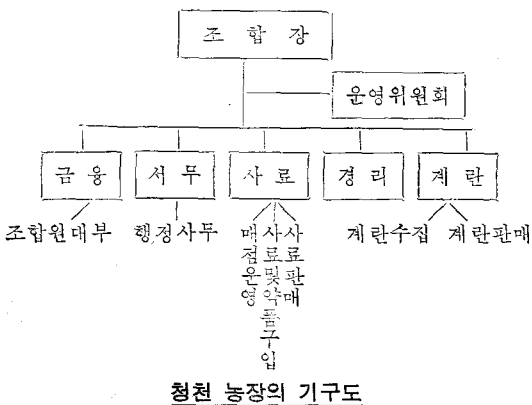 조 합 장
운영위원회
금 융 서 무 사 료 경 리 계 란
조합원대부 행정사무 매점운영 사료및약품구입 사료판매 계란수집 계란판매
청천 농장의 기구도